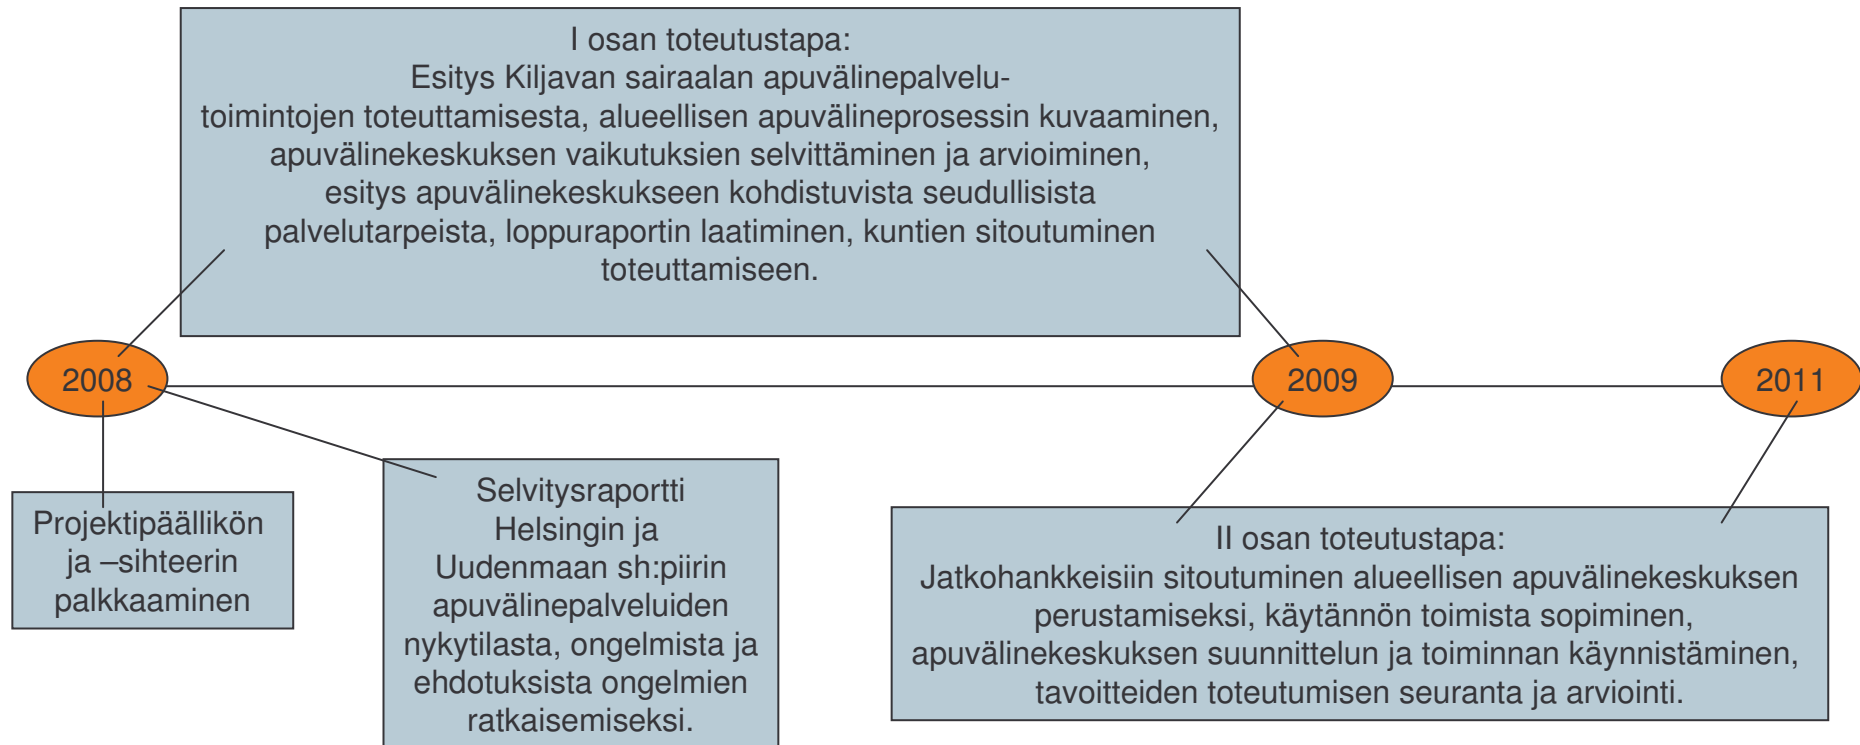 I osan toteutustapa:
Esitys Kiljavan sairaalan apuvälinepalvelu-
toimintojen toteuttamisesta, alueellisen apuvälineprosessin kuvaaminen,
apuvälinekeskuksen vaikutuksien selvittäminen ja arvioiminen,
esitys apuvälinekeskukseen kohdistuvista seudullisista
palvelutarpeista, loppuraportin laatiminen, kuntien sitoutuminen
toteuttamiseen.
2008
2009
2011
Projektipäällikön
ja –sihteerin
palkkaaminen
Selvitysraportti
Helsingin ja
Uudenmaan sh:piirin
apuvälinepalveluiden
nykytilasta, ongelmista ja
ehdotuksista ongelmien
ratkaisemiseksi.
II osan toteutustapa:
Jatkohankkeisiin sitoutuminen alueellisen apuvälinekeskuksen
perustamiseksi, käytännön toimista sopiminen,
apuvälinekeskuksen suunnittelun ja toiminnan käynnistäminen,
tavoitteiden toteutumisen seuranta ja arviointi.